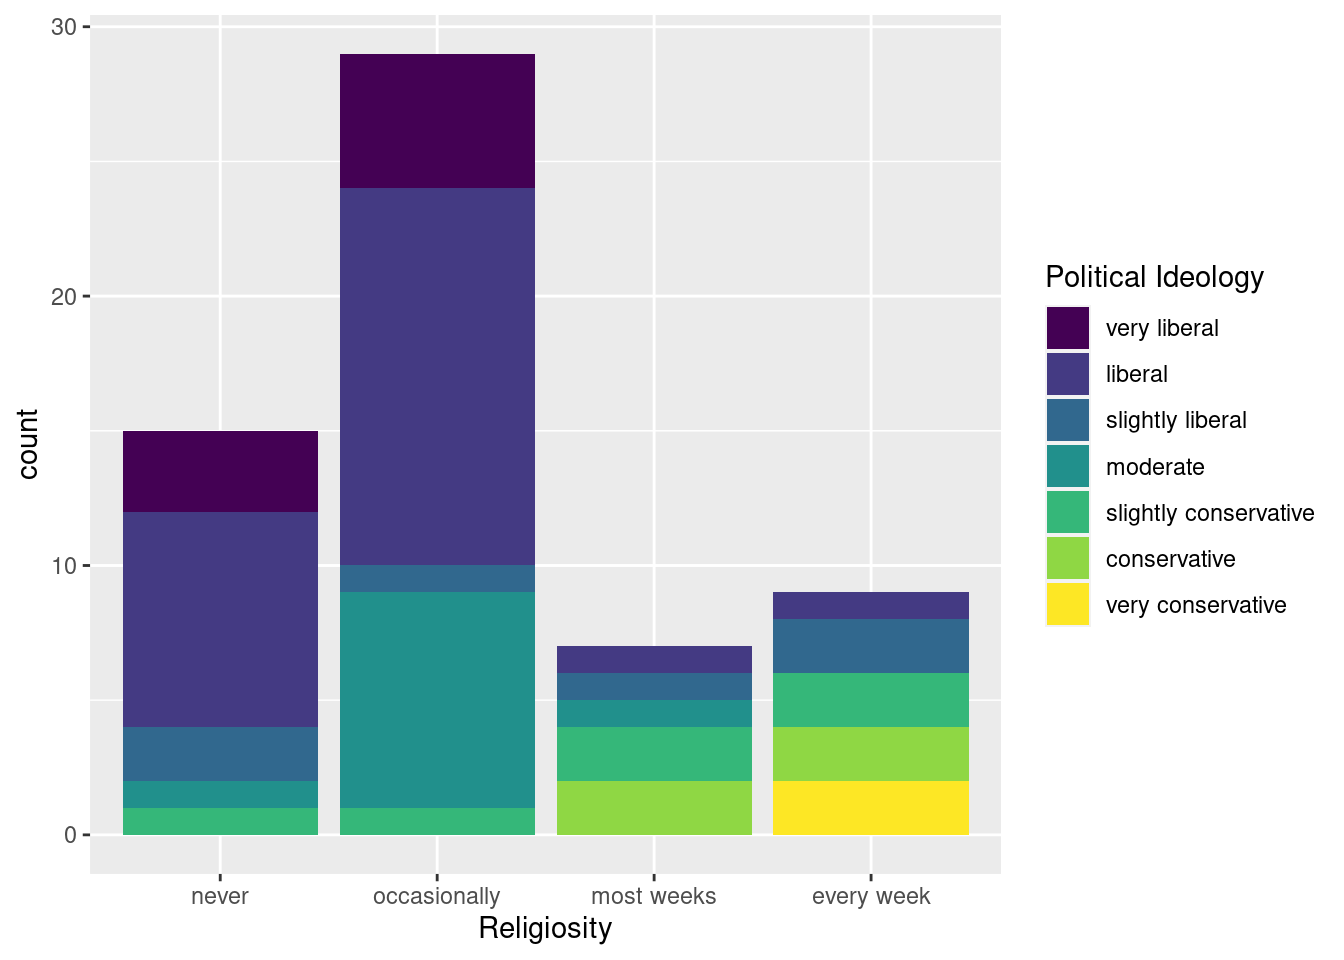 30
20
10
0
count
never
occasionally
most weeks
every week
Religiosity
Political Ideology
very liberal
liberal
slightly liberal
moderate
slightly conservative
conservative
very conservative